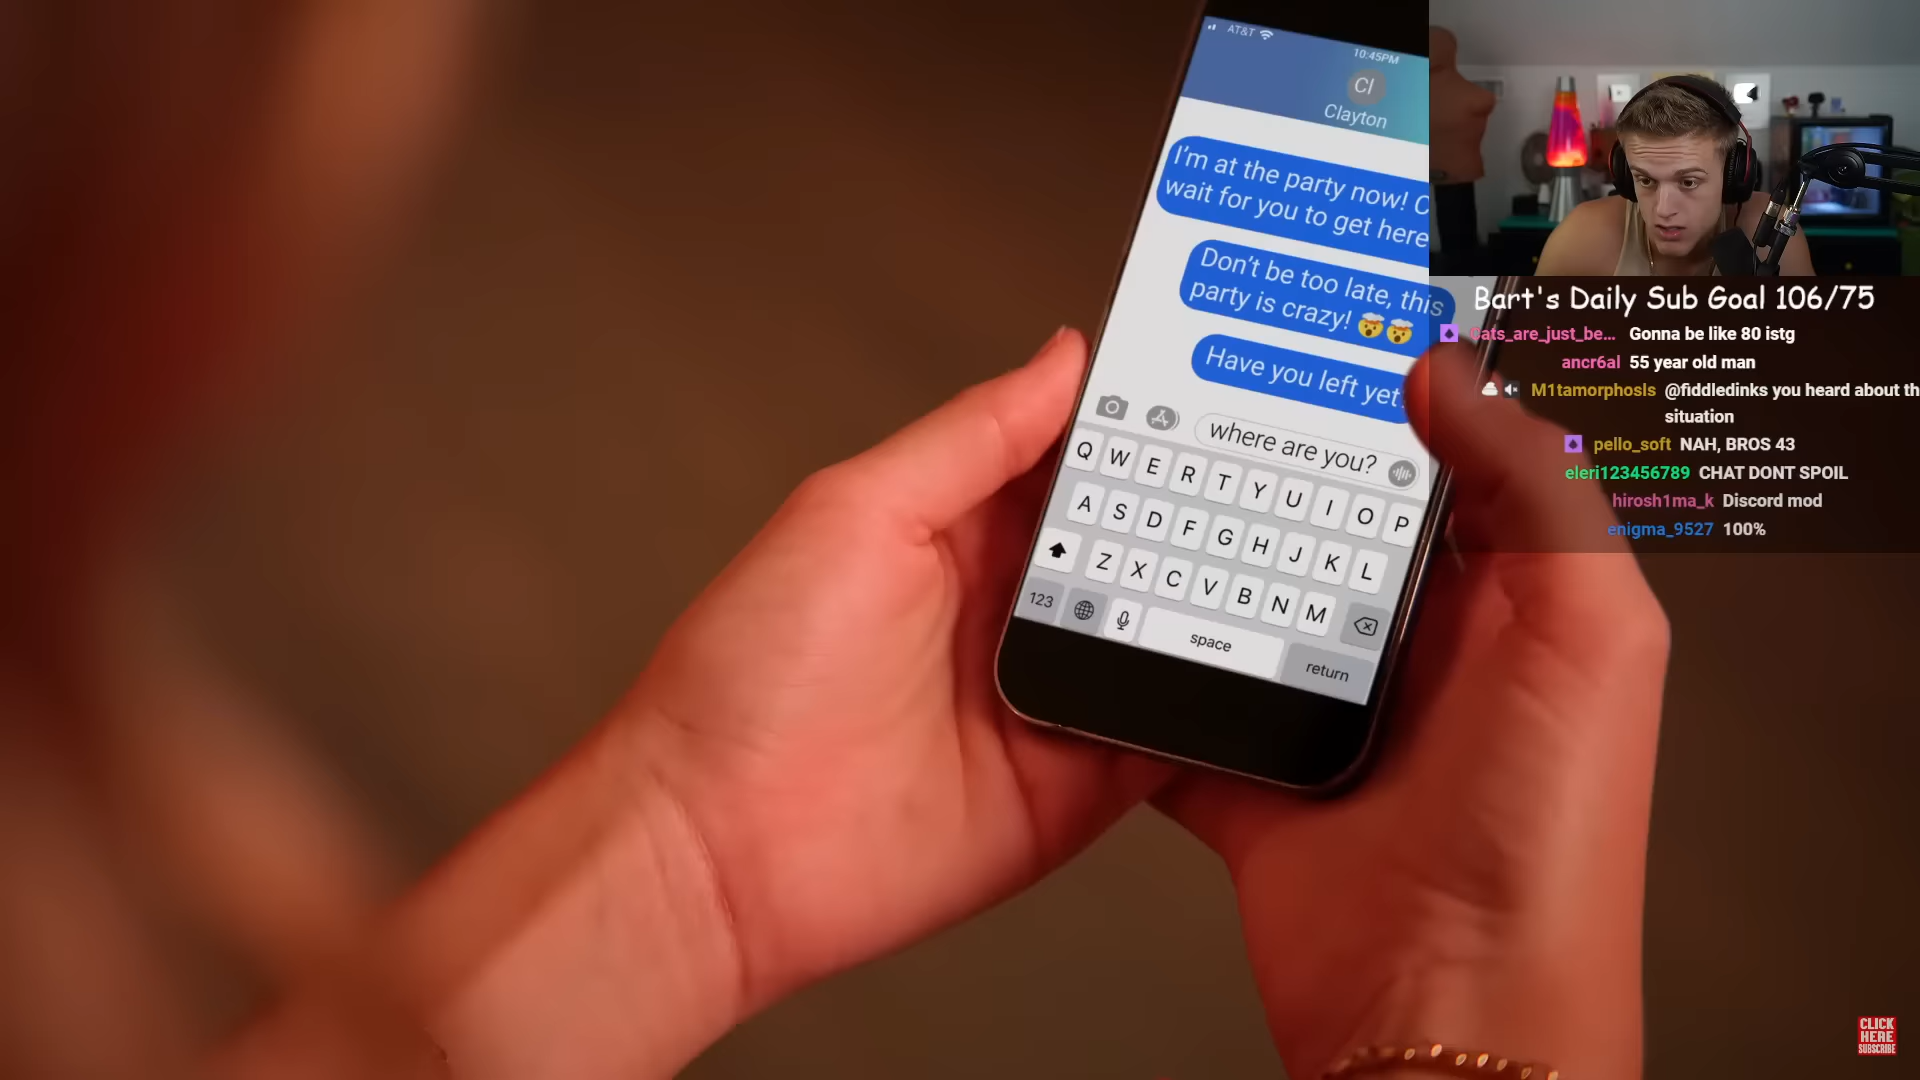 AT&T
10:45PM
Cl
Clayton
I'm at the party now! C
wait for you to get here
Don't be too late, this
party is crazy! 🤯🤯
Have you left yet?
where are you?
Q W E R T Y U I O P
A S D F G H J K L
Z X C V B N M
123
space
return
Bart's Daily Sub Goal 106/75
Cats_are_just_be... Gonna be like 80 istg
ancr6al 55 year old man
M1tamorphosIs @fiddledinks you heard about th
situation
pello_soft NAH, BROS 43
eleri123456789 CHAT DONT SPOIL
hirosh1ma_k Discord mod
enigma_9527 100%
CLICK
HERE
SUBSCRIBE